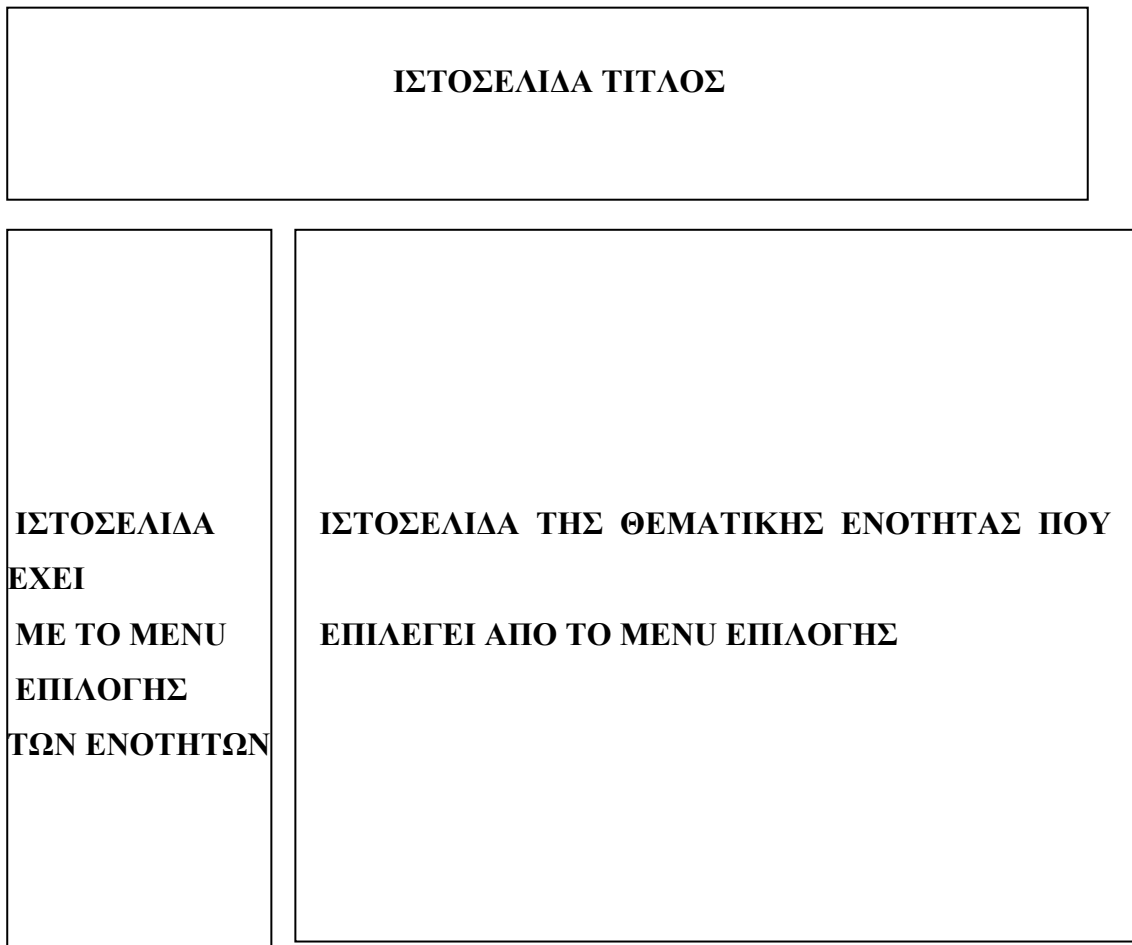 ΙΣΤΟΣΕΛΙΔΑ ΤΙΤΛΟΣ
ΙΣΤΟΣΕΛΙΔΑ
ΕΧΕΙ
ΜΕ ΤΟ MENU
ΕΠΙΛΟΓΗΣ
ΤΩΝ ΕΝΟΤΗΤΩΝ
ΙΣΤΟΣΕΛΙΔΑ ΤΗΣ ΘΕΜΑΤΙΚΗΣ ΕΝΟΤΗΤΑΣ ΠΟΥ
ΕΠΙΛΕΓΕΙ ΑΠΟ ΤΟ MENU ΕΠΙΛΟΓΗΣ